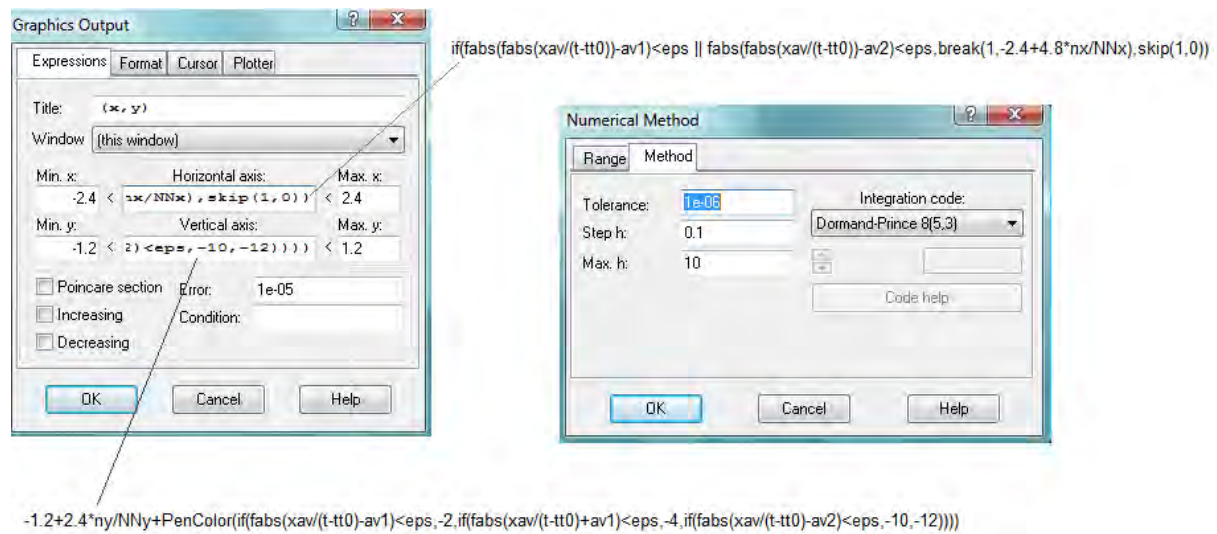 Graphics Output
if(fabs(fabs(xav/(t-tt0))-av1)<eps || fabs(fabs(xav/(t-tt0))-av2)<eps,break(1,-2.4+4.8*nx/NNx),skip(1,0))
Expressions Format Cursor Plotter
Title: (x, y)
Window (this window)
Min. x: Horizontal axis: Max. x:
-2.4 < nx/NNx),skip(1,0)) < 2.4
Min. y: Vertical axis: Max. y:
-1.2 < 2)<eps,-10,-12)))) < 1.2
Poincare section Error: 1e-05
Increasing Condition:
Decreasing
OK Cancel Help
Numerical Method
Range Method
Tolerance: 1e-06 Integration code:
Step h: 0.1 Dormand-Prince 8(5,3)
Max. h: 10
Code help
OK Cancel Help
-1.2+2.4*ny/NNy+PenColor(if(fabs(xav/(t-tt0)-av1)<eps,-2,if(fabs(xav/(t-tt0)+av1)<eps,-4,if(fabs(xav/(t-tt0)-av2)<eps,-10,-12))))